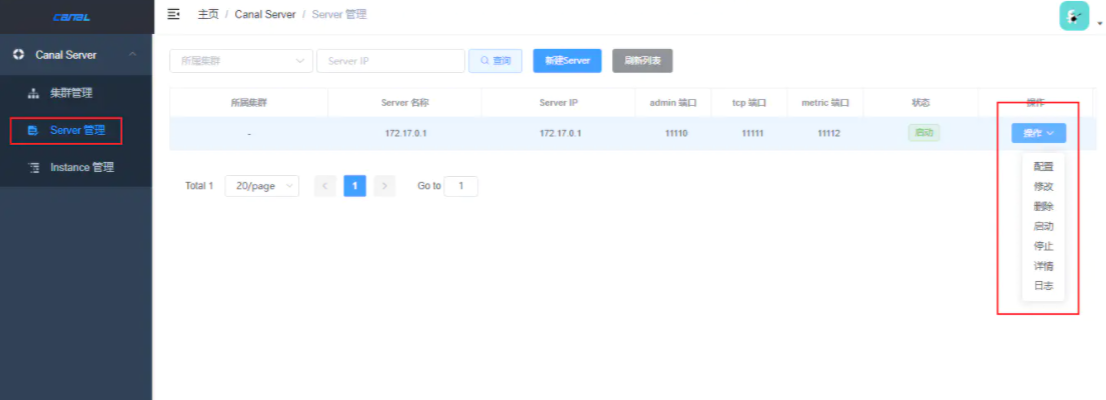 CANAL
主页 / Canal Server / Server 管理
Canal Server
集群管理
Server 管理
Instance 管理
所属集群 Server IP 查询 新建Server 刷新列表
所属集群 Server 名称 Server IP admin 端口 tcp 端口 metric 端口 状态 操作
- 172.17.0.1 172.17.0.1 11110 11111 11112 启动 操作
配置
修改
删除
启动
停止
详情
日志
Total 1 20/page < 1 > Go to 1